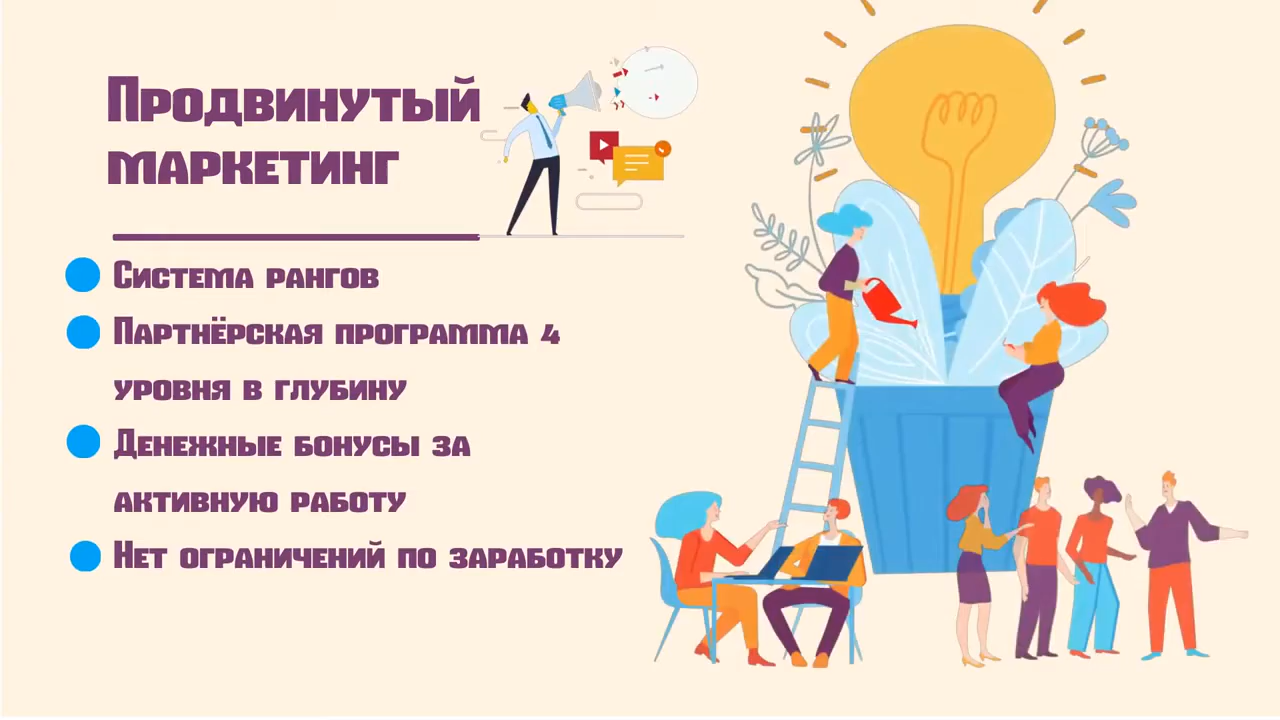 Продвинутый
маркетинг
Система рангов
Партнёрская программа 4
уровня в глубину
Денежные бонусы за
активную работу
Нет ограничений по заработку